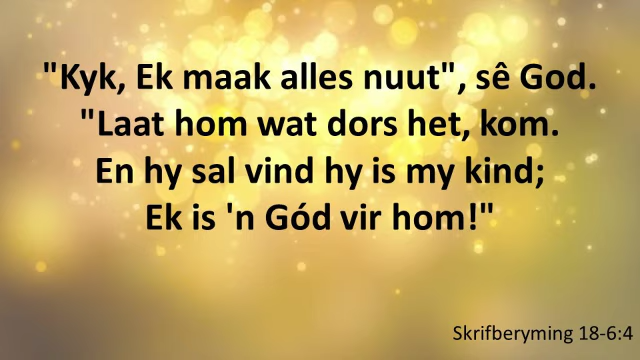 "Kyk, Ek maak alles nuut", sê God.
"Laat hom wat dors het, kom.
En hy sal vind hy is my kind;
Ek is 'n Gód vir hom!"
Skrifberyming 18-6:4